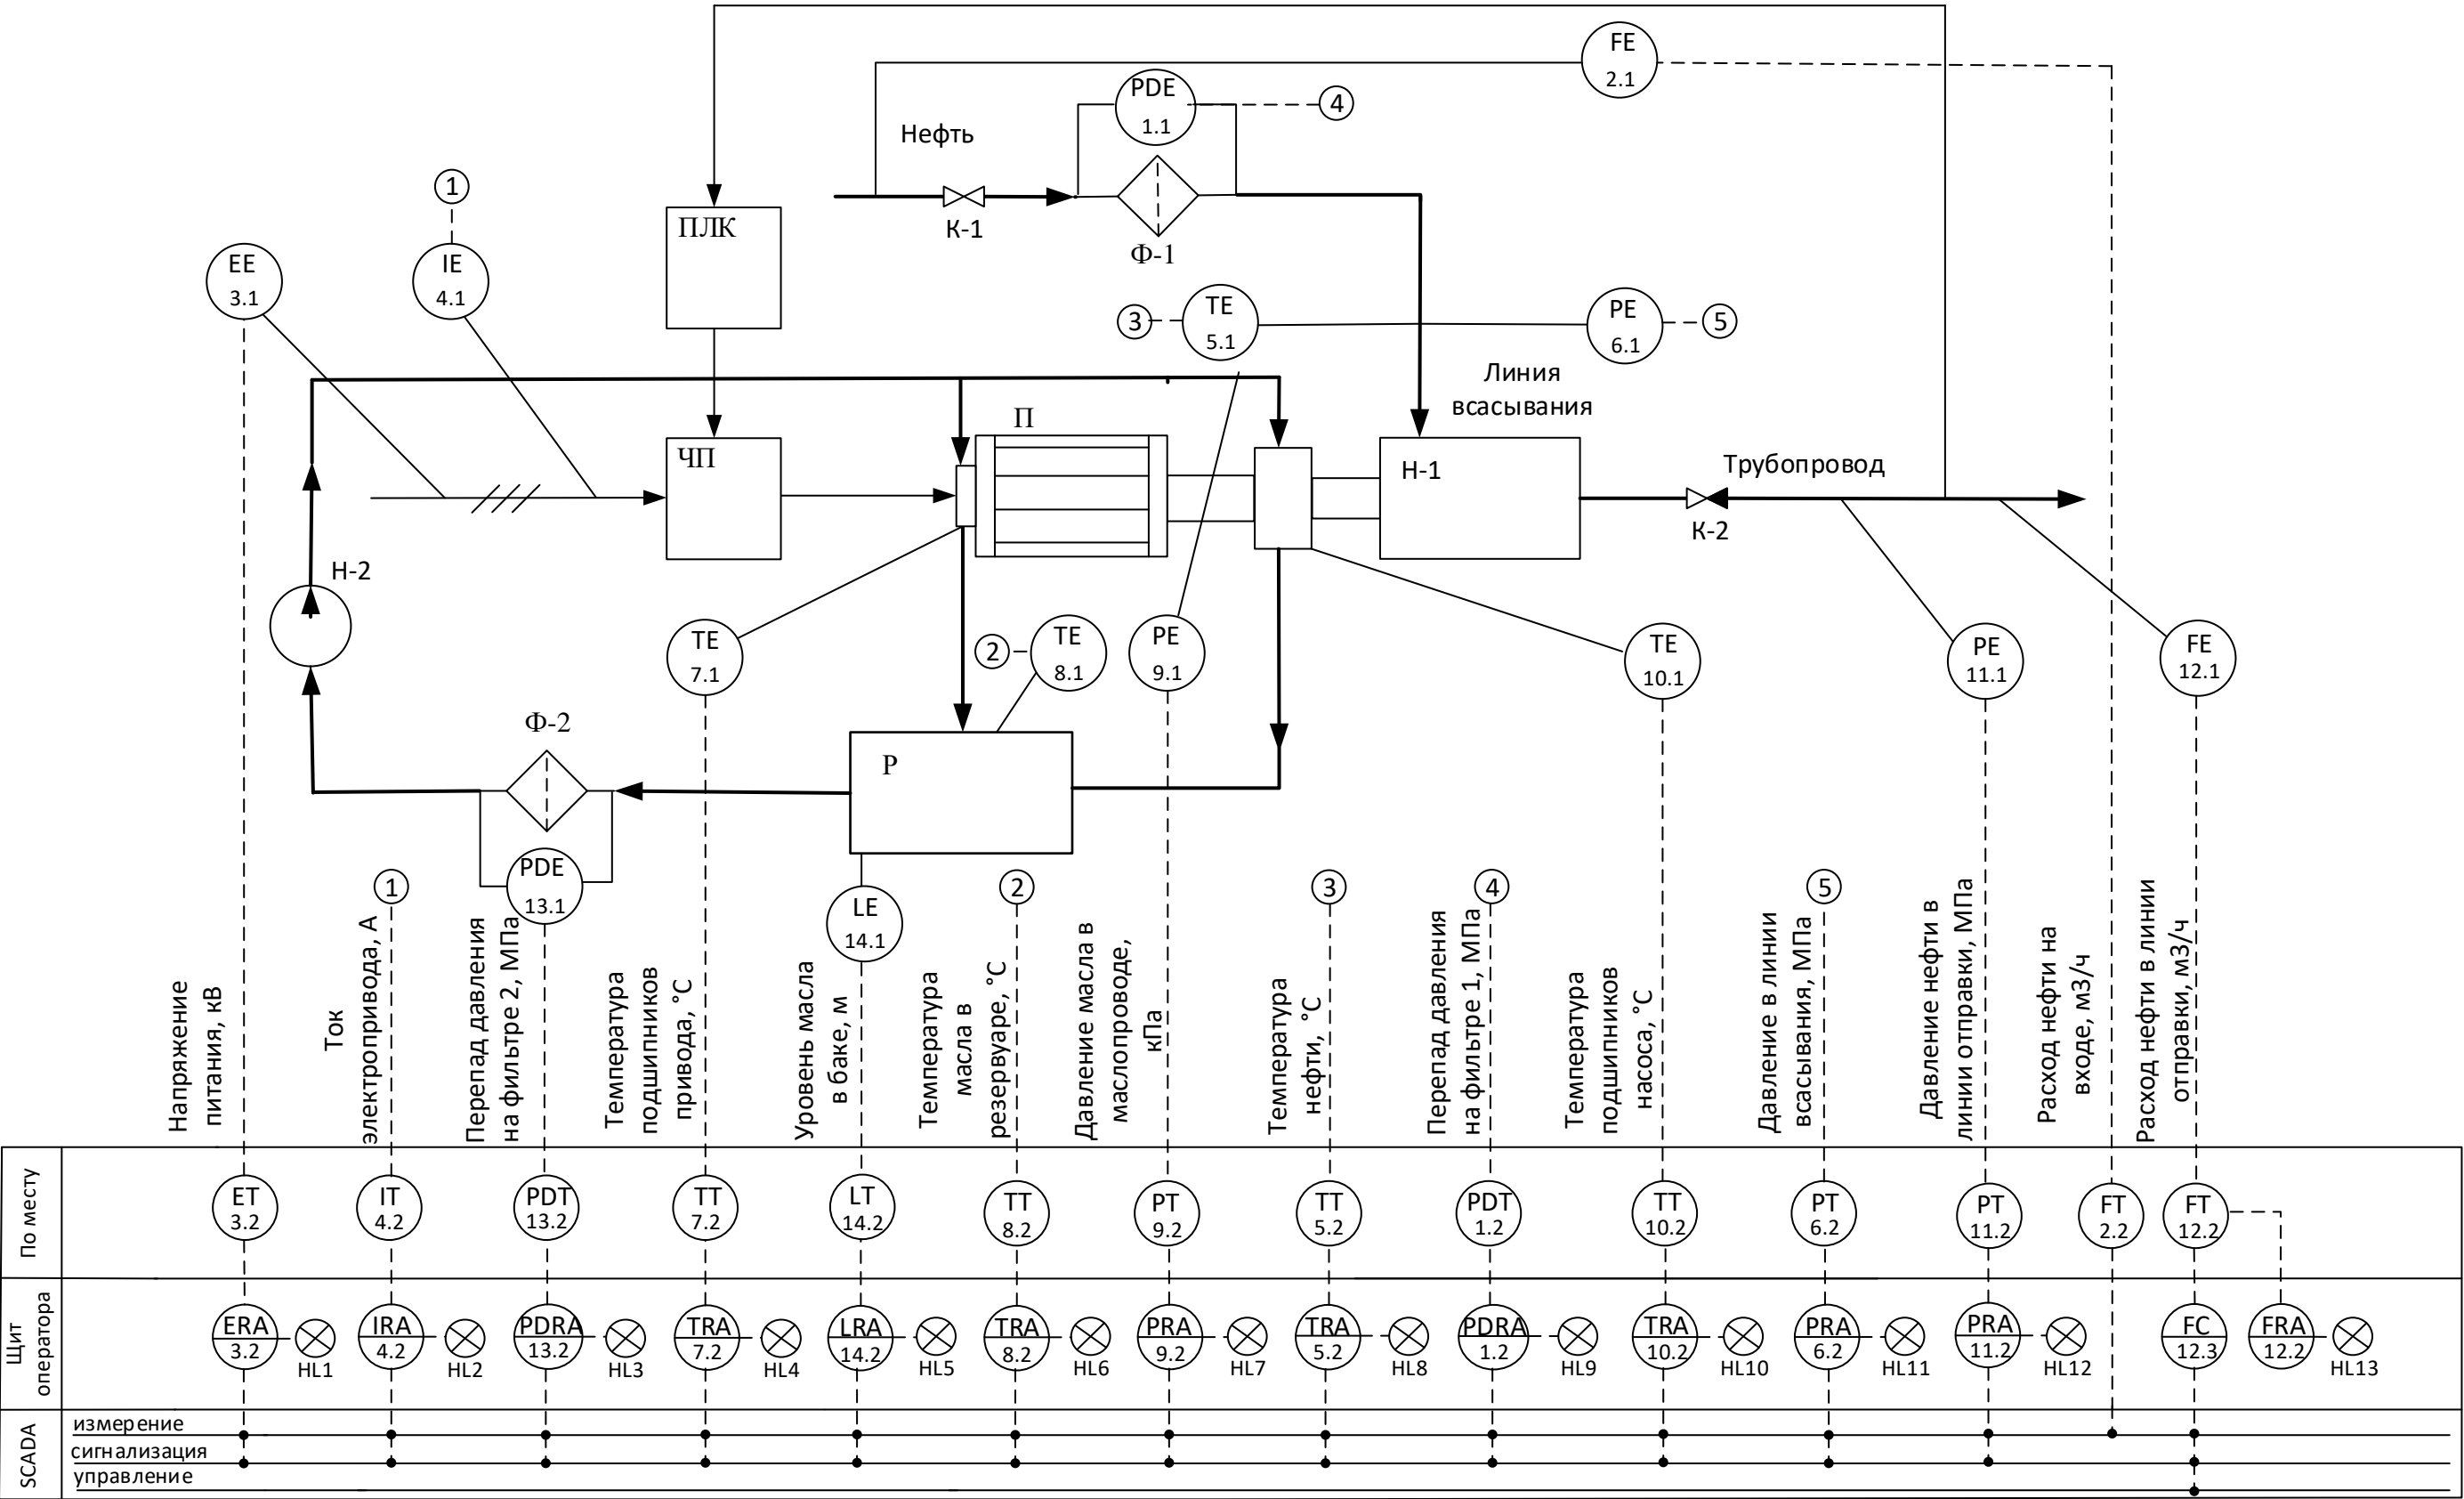 FE
2.1
PDE
1.1
4
Нефть
К-1
Ф-1
1
ПЛК
EE
3.1
IE
4.1
3
TE
5.1
PE
6.1
5
Линия
всасывания
П
ЧП
Н-1
Трубопровод
К-2
Н-2
TE
7.1
2
TE
8.1
PE
9.1
TE
10.1
PE
11.1
FE
12.1
Ф-2
Р
PDE
13.1
LE
14.1
1
2
3
4
5
Напряжение
питания, кВ
Ток
электропривода, А
Перепад давления
на фильтре 2, МПа
Температура
подшипников
привода, °С
Уровень масла
в баке, м
Температура
масла в
резервуаре, °С
Давление масла в
маслопроводе,
кПа
Температура
нефти, °С
Перепад давления
на фильтре 1, МПа
Температура
подшипников
насоса, °С
Давление в линии
всасывания, МПа
Давление нефти в
линии отправки, МПа
Расход нефти на
входе, м3/ч
Расход нефти в линии
отправки, м3/ч
По месту
ET
3.2
IT
4.2
PDT
13.2
TT
7.2
LT
14.2
TT
8.2
PT
9.2
TT
5.2
PDT
1.2
TT
10.2
PT
6.2
PT
11.2
FT
2.2
FT
12.2
Щит
оператора
ERA
3.2
HL1
IRA
4.2
HL2
PDRA
13.2
HL3
TRA
7.2
HL4
LRA
14.2
HL5
TRA
8.2
HL6
PRA
9.2
HL7
TRA
5.2
HL8
PDRA
1.2
HL9
TRA
10.2
HL10
PRA
6.2
HL11
PRA
11.2
HL12
FC
12.3
FRA
12.2
HL13
SCADA
измерение
сигнализация
управление